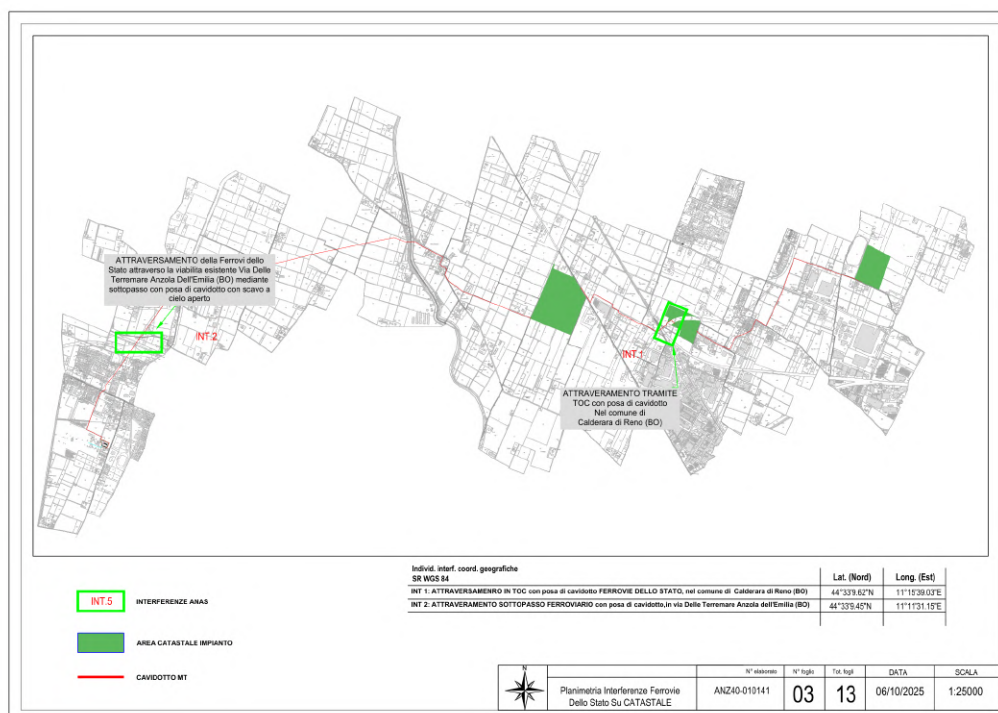 ATTRAVERSAMENTO della Ferrovi dello
Stato attraverso la viabilita esistente Via Delle
Terremare Anzola Dell'Emilia (BO) mediante
sottopasso con posa di cavidotto con scavo a
cielo aperto
INT.2
INT.1
ATTRAVERAMENTO TRAMITE
TOC con posa di cavidotto
Nel comune di
Calderara di Reno (BO)
Individ. interf. coord. geografiche
SR WGS 84
Lat. (Nord) Long. (Est)
INT 1: ATTRAVERSAMENRO IN TOC con posa di cavidotto FERROVIE DELLO STATO, nel comune di Calderara di Reno (BO) 44°33'9.62"N 11°15'39.03"E
INT 2: ATTRAVERAMENTO SOTTOPASSO FERROVIARIO con posa di cavidotto,in via Delle Terremare Anzola dell'Emilia (BO) 44°33'9.45"N 11°11'31.15"E
INT.5 INTERFERENZE ANAS
AREA CATASTALE IMPIANTO
CAVIDOTTO MT
N
Planimetria Interferenze Ferrovie
Dello Stato Su CATASTALE
N° elaborato
ANZ40-010141
N° foglio
03
Tot. fogli
13
DATA
06/10/2025
SCALA
1:25000